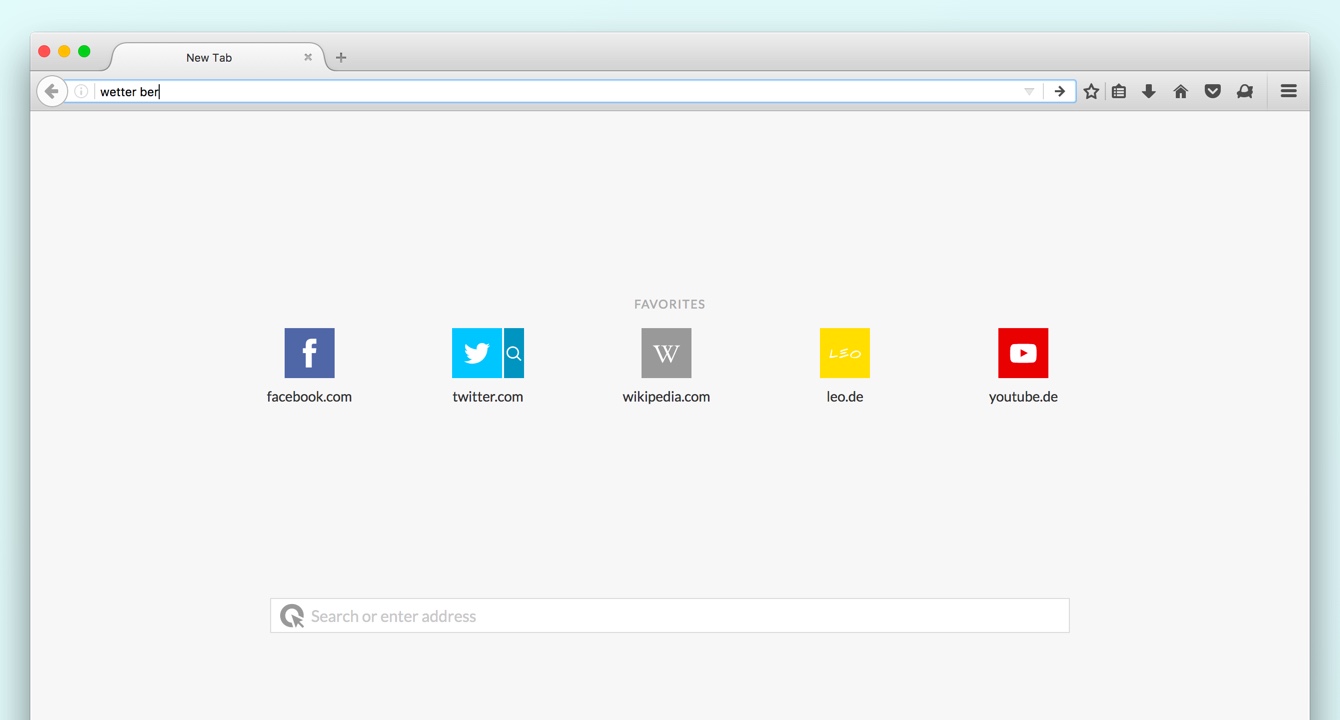 New Tab
wetter ber
FAVORITES
f
W
LEO
facebook.com
twitter.com
wikipedia.com
leo.de
youtube.de
Search or enter address